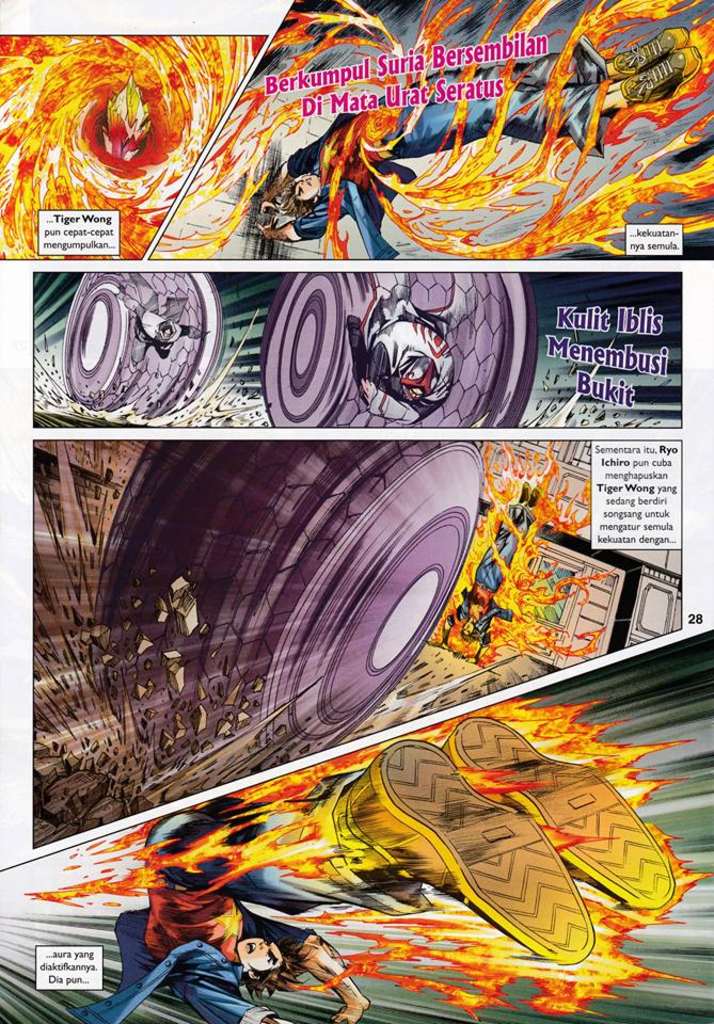 Berkumpul Suria Bersembilan
Di Mata Urat Seratus
...Tiger Wong
pun cepat-cepat
mengumpulkan...
...kekuatan-
nya semula.
Kulit Iblis
Menembusi
Bukit
Sementara itu, Ryo
Ichiro pun cuba
menghapuskan
Tiger Wong yang
sedang berdiri
songsang untuk
mengatur semula
kekuatan dengan...
28
...aura yang
diaktifkannya.
Dia pun...